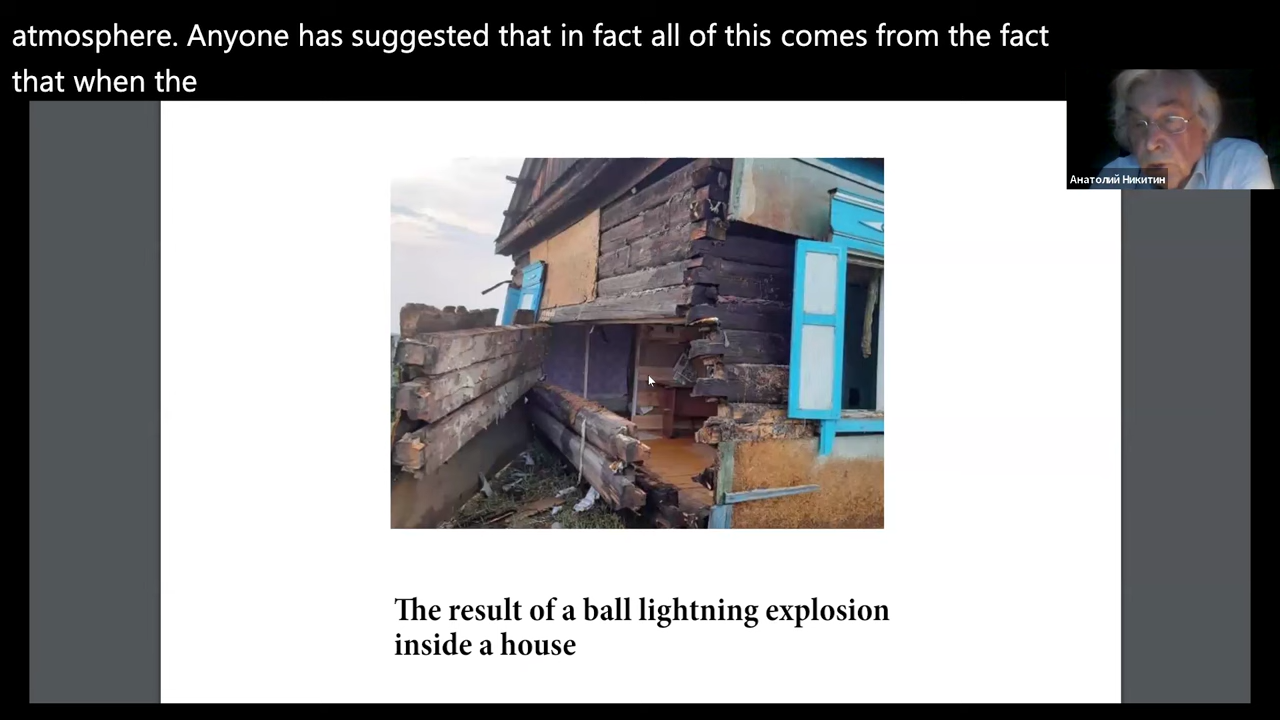 atmosphere. Anyone has suggested that in fact all of this comes from the fact
that when the
Анатолий Никитин
The result of a ball lightning explosion
inside a house